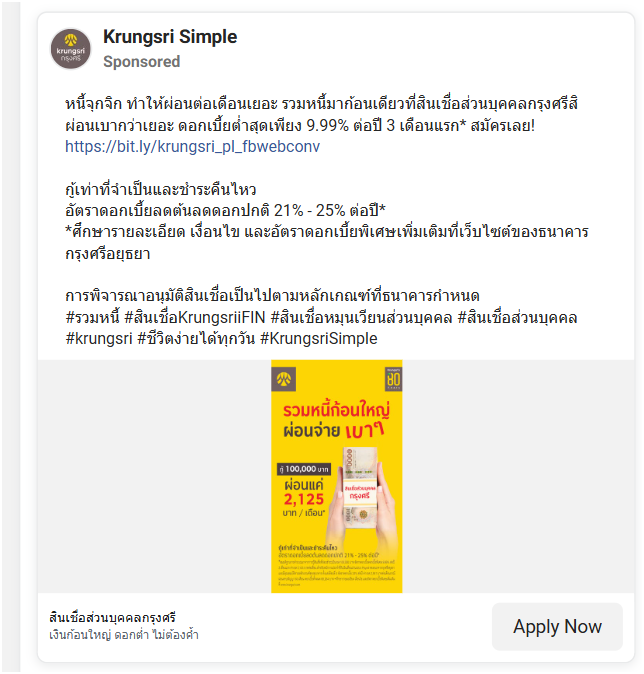 Krungsri Simple
Sponsored
krungsri
กรุงศรี
หนี้จุกจิก ทำให้ผ่อนต่อเดือนเยอะ รวมหนี้มาก้อนเดียวที่สินเชื่อส่วนบุคคลกรุงศรีสิ
ผ่อนเบากว่าเยอะ ดอกเบี้ยต่ำสุดเพียง 9.99% ต่อปี 3 เดือนแรก* สมัครเลย!
https://bit.ly/krungsri_pl_fbwebconv
กู้เท่าที่จำเป็นและชำระคืนไหว
อัตราดอกเบี้ยลดต้นลดดอกปกติ 21% - 25% ต่อปี*
*ศึกษารายละเอียด เงื่อนไข และอัตราดอกเบี้ยพิเศษเพิ่มเติมที่เว็บไซต์ของธนาคาร
กรุงศรีอยุธยา
การพิจารณาอนุมัติสินเชื่อเป็นไปตามหลักเกณฑ์ที่ธนาคารกำหนด
#รวมหนี้ #สินเชื่อKrungsriiFIN #สินเชื่อหมุนเวียนส่วนบุคคล #สินเชื่อส่วนบุคคล
#krungsri #ชีวิตง่ายได้ทุกวัน #KrungsriSimple
80
รวมหนี้ก้อนใหญ่
ผ่อนจ่าย เบาๆ
กู้ 100,000 บาท
ผ่อนแค่
2,125
บาท / เดือน*
สินเชื่อส่วนบุคคล
กรุงศรี
กู้เท่าที่จำเป็นและชำระคืนไหว
อัตราดอกเบี้ยลดต้นลดดอกปกติ 21% - 25% ต่อปี*
สินเชื่อส่วนบุคคลกรุงศรี
เงินก้อนใหญ่ ดอกต่ำ ไม่ต้องค้ำ
Apply Now